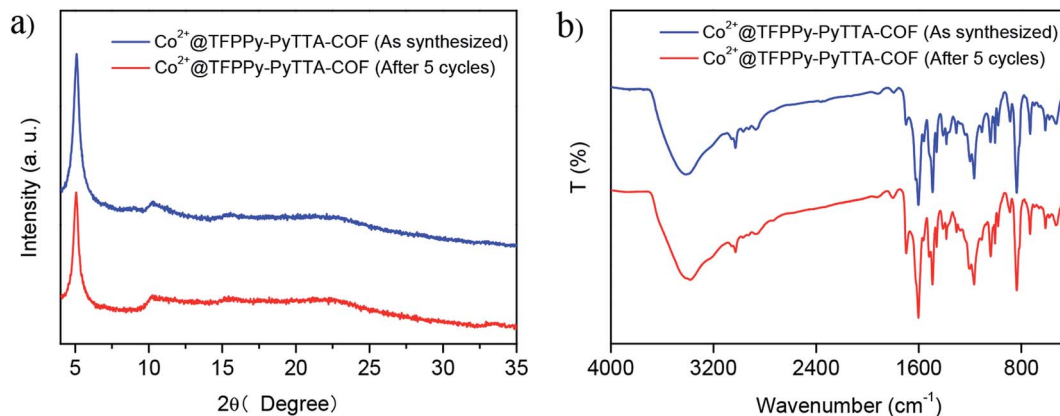 a)
Co²⁺@TFPPy-PyTTA-COF (As synthesized)
Co²⁺@TFPPy-PyTTA-COF (After 5 cycles)
Intensity (a. u.)
5 10 15 20 25 30 35
2θ( Degree)
b)
Co²⁺@TFPPy-PyTTA-COF (As synthesized)
Co²⁺@TFPPy-PyTTA-COF (After 5 cycles)
T (%)
4000 3200 2400 1600 800
Wavenumber (cm⁻¹)